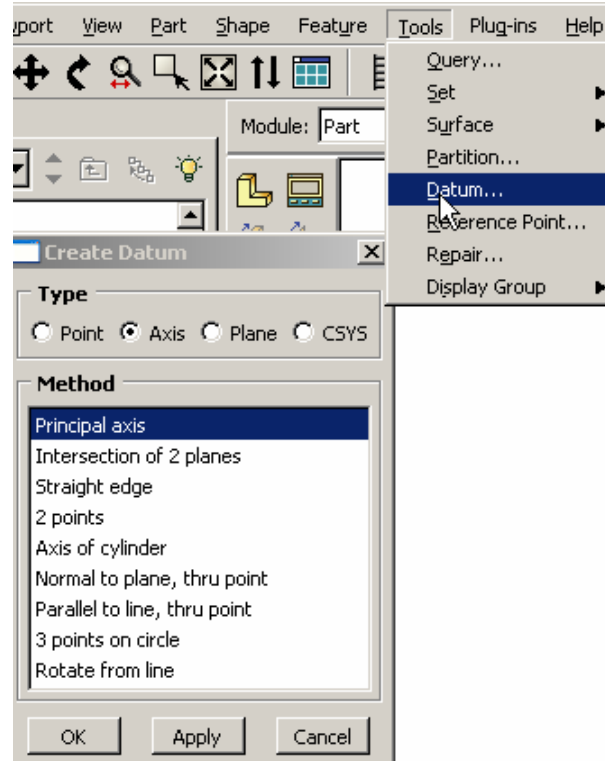 port View Part Shape Feature Tools Plug-ins Help
Query...
Set
Surface
Partition...
Datum...
Reference Point...
Repair...
Display Group
Module: Part
Create Datum
Type
Point Axis Plane CSYS
Method
Principal axis
Intersection of 2 planes
Straight edge
2 points
Axis of cylinder
Normal to plane, thru point
Parallel to line, thru point
3 points on circle
Rotate from line
OK Apply Cancel